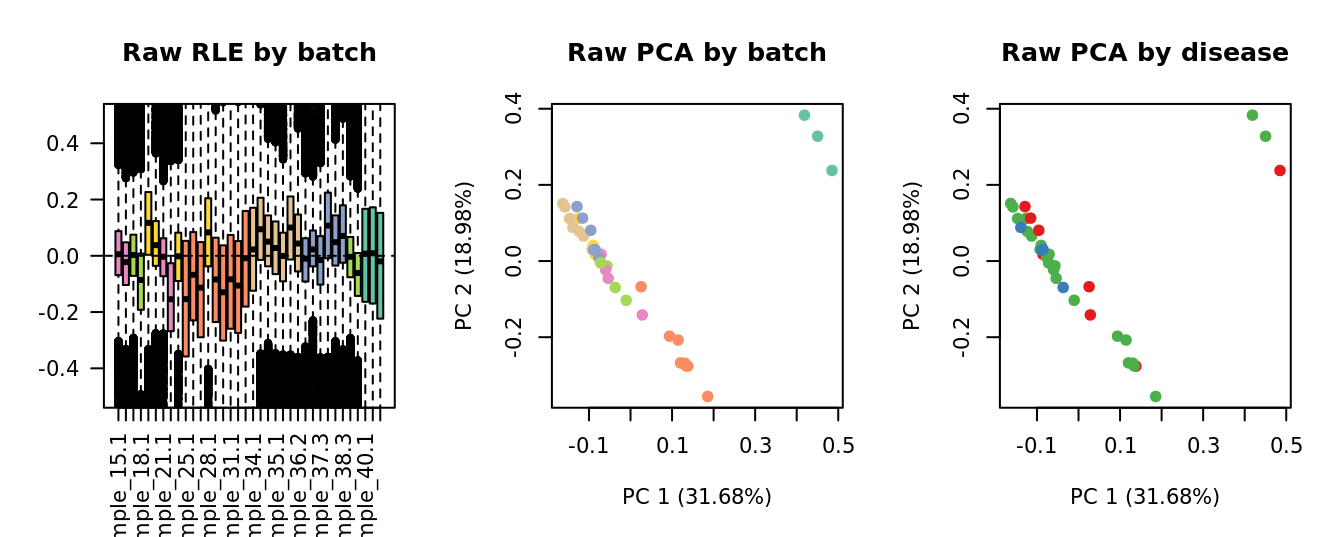 Raw RLE by batch
0.4
0.2
0.0
-0.2
-0.4
mple_15.1
mple_18.1
mple_21.1
mple_25.1
mple_28.1
mple_31.1
mple_34.1
mple_35.1
mple_36.2
mple_37.3
mple_38.3
mple_40.1
Raw PCA by batch
PC 2 (18.98%)
0.4
0.2
0.0
-0.2
-0.1
0.1
0.3
0.5
PC 1 (31.68%)
Raw PCA by disease
PC 2 (18.98%)
0.4
0.2
0.0
-0.2
-0.1
0.1
0.3
0.5
PC 1 (31.68%)